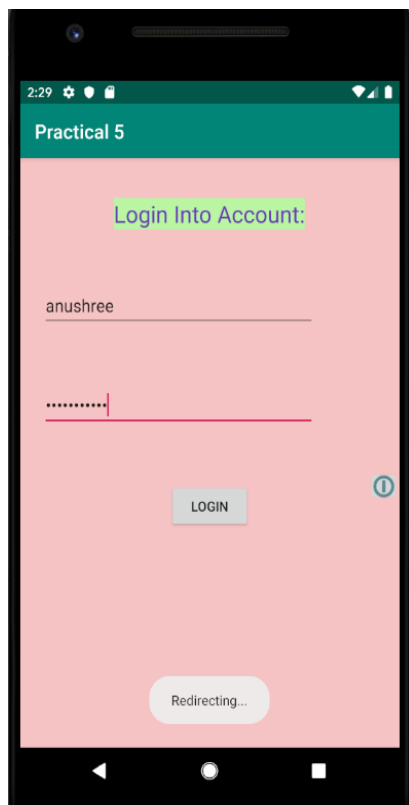 2:29
Practical 5
Login Into Account:
anushree
•••••••••••
LOGIN
Redirecting...